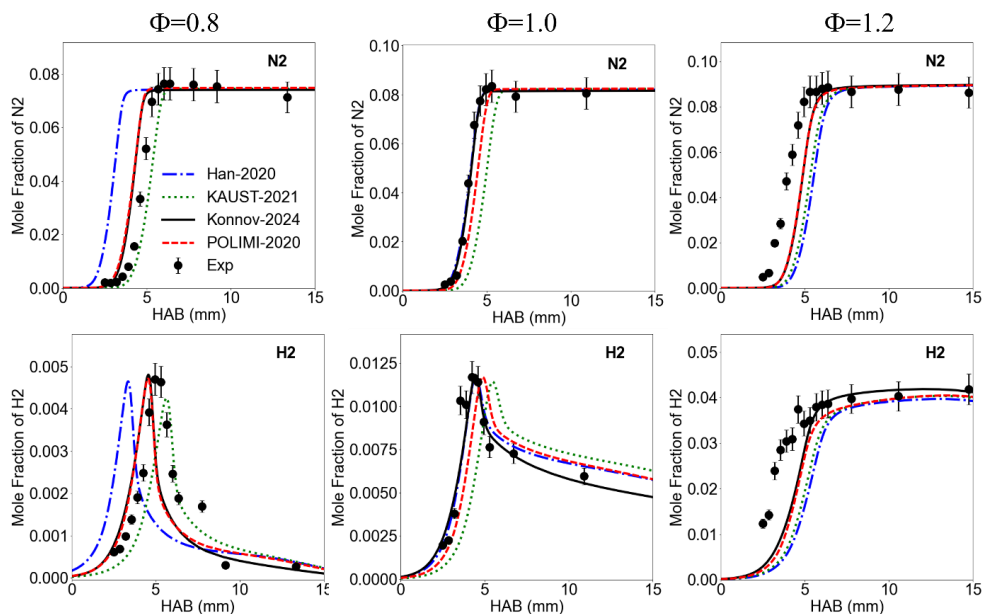 Φ=0.8 Φ=1.0 Φ=1.2
N2
Mole Fraction of N2
0.08
0.06
0.04
0.02
0.00
0 5 10 15
HAB (mm)
Han-2020
KAUST-2021
Konnov-2024
POLIMI-2020
Exp
N2
Mole Fraction of N2
0.10
0.08
0.06
0.04
0.02
0.00
0 5 10 15
HAB (mm)
N2
Mole Fraction of N2
0.10
0.08
0.06
0.04
0.02
0.00
0 5 10 15
HAB (mm)
H2
Mole Fraction of H2
0.005
0.004
0.003
0.002
0.001
0.000
0 5 10 15
HAB (mm)
H2
Mole Fraction of H2
0.0125
0.0100
0.0075
0.0050
0.0025
0.0000
0 5 10 15
HAB (mm)
H2
Mole Fraction of H2
0.05
0.04
0.03
0.02
0.01
0.00
0 5 10 15
HAB (mm)